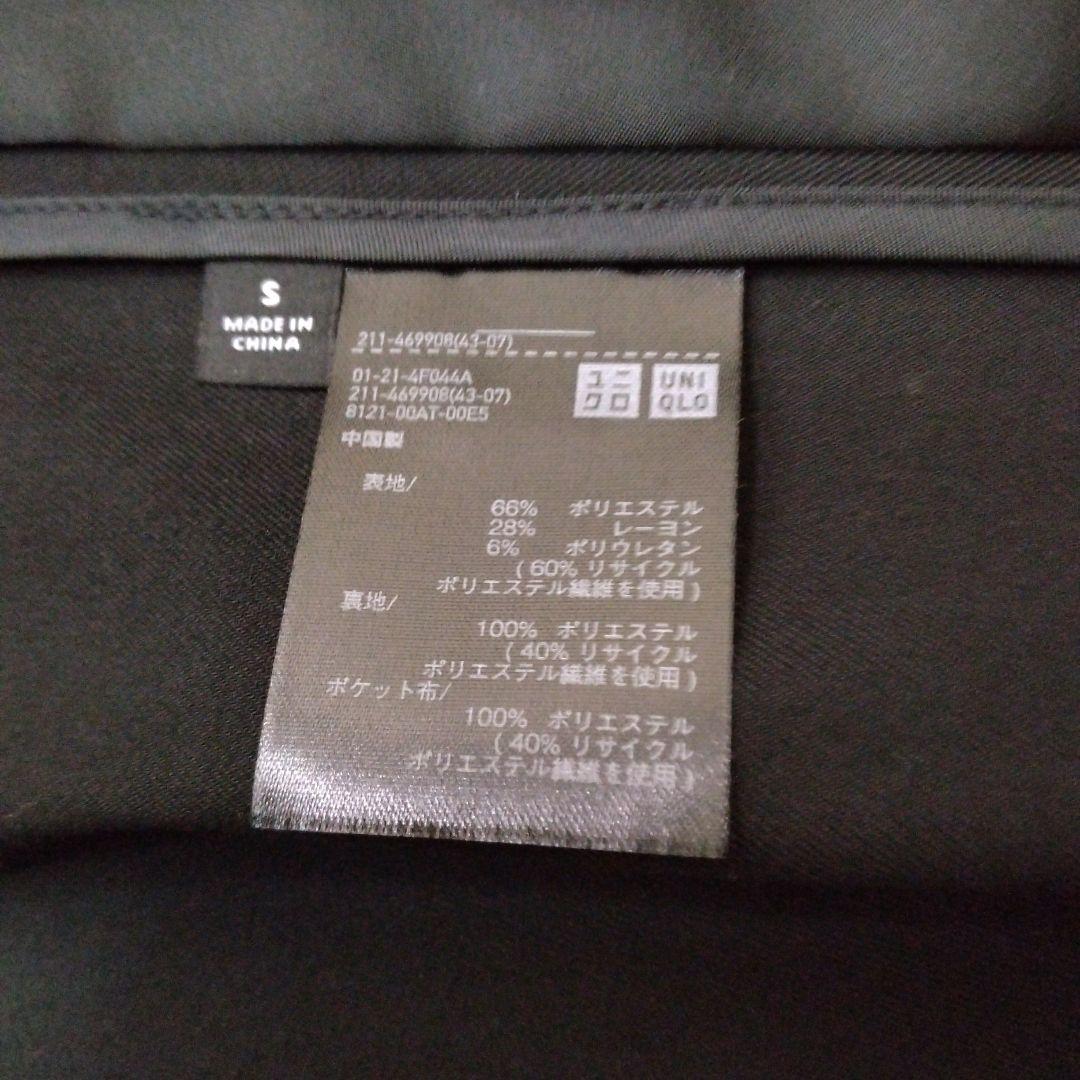 S
MADE IN
CHINA
211-469908(43-07)
01-21-4F044A
211-469908(43-07)
8121-00AT-00E5
中国製
ユニ
クロ
UNI
QLO
表地/
66% ポリエステル
28% レーヨン
6% ポリウレタン
(60% リサイクル
ポリエステル繊維を使用)
裏地/
100% ポリエステル
(40% リサイクル
ポリエステル繊維を使用)
ポケット布/
100% ポリエステル
(40% リサイクル
ポリエステル繊維を使用)